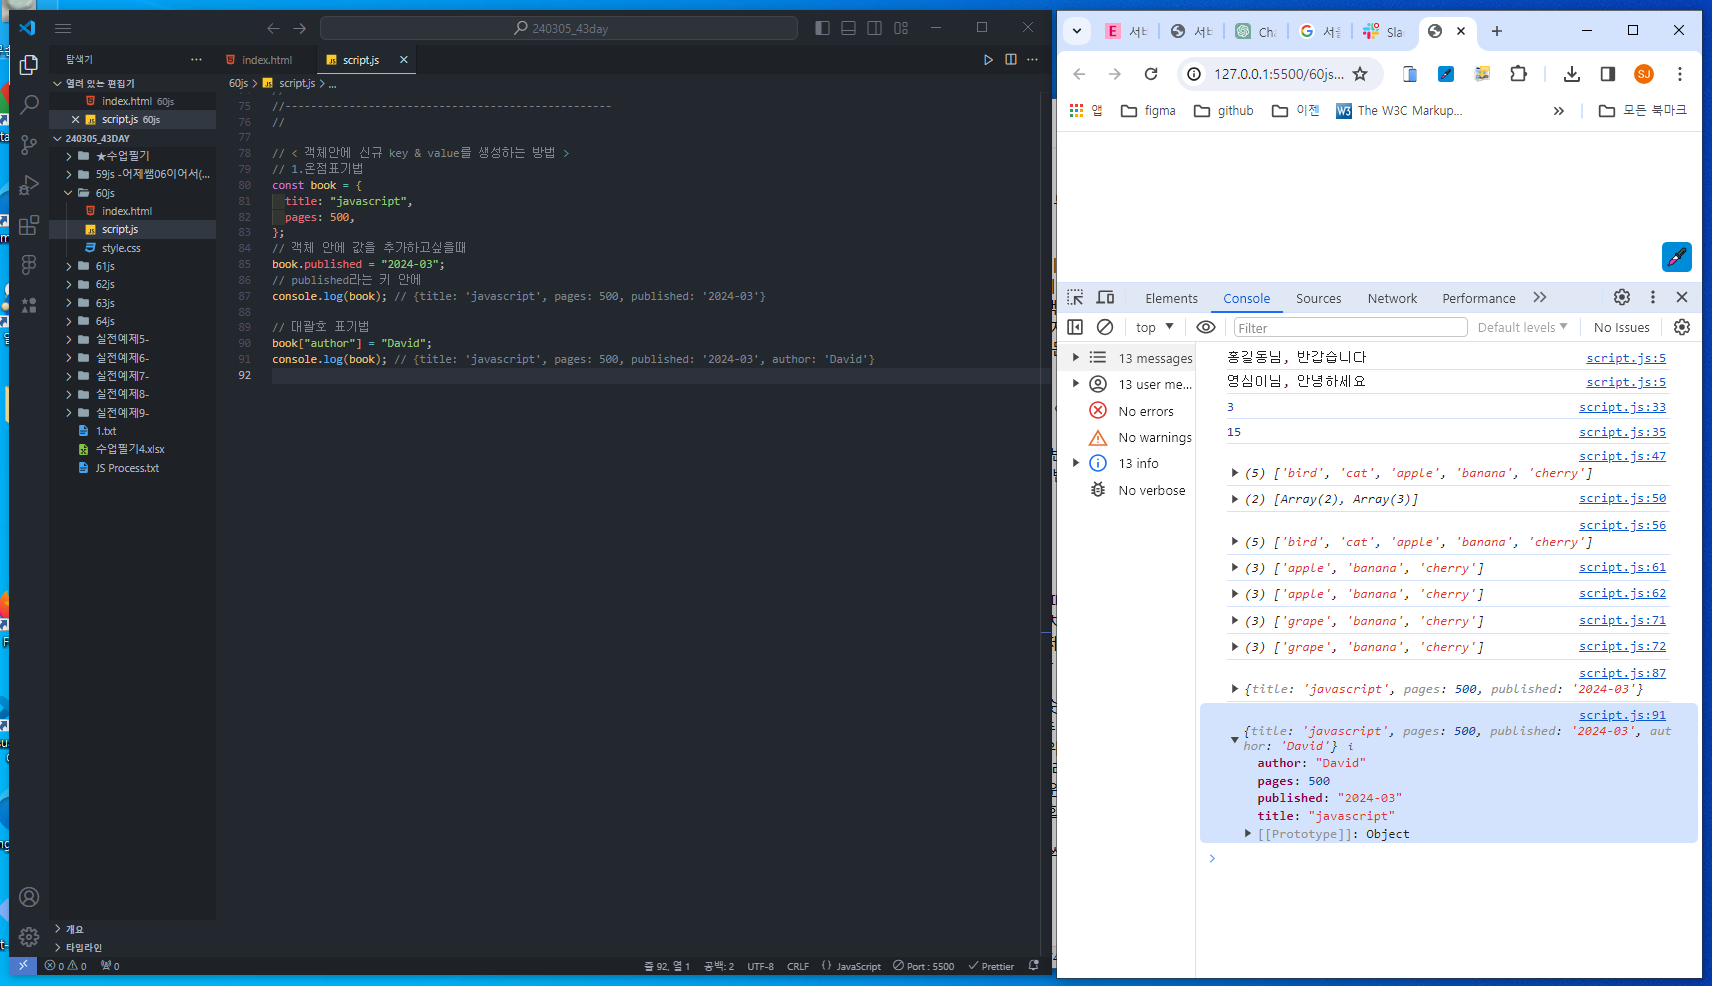 240305_43day
탐색기
열려 있는 편집기
index.html 60js
script.js 60js
240305_43DAY
★수업필기
59js -어제쌤06이어서(...
60js
index.html
script.js
style.css
61js
62js
63js
64js
실전예제5-
실전예제6-
실전예제7-
실전예제8-
실전예제9-
1.txt
수업필기4.xlsx
JS Process.txt
개요
타임라인
index.html
script.js
60js > script.js > ...
75 //---------------------------------------------------
76 //
77
78 // < 객체안에 신규 key & value를 생성하는 방법 >
79 // 1.온점표기법
80 const book = {
81 title: "javascript",
82 pages: 500,
83 };
84 // 객체 안에 값을 추가하고싶을때
85 book.published = "2024-03";
86 // published라는 키 안에
87 console.log(book); // {title: 'javascript', pages: 500, published: '2024-03'}
88
89 // 대괄호 표기법
90 book["author"] = "David";
91 console.log(book); // {title: 'javascript', pages: 500, published: '2024-03', author: 'David'}
92
0 0 0
줄 92, 열 1 공백: 2 UTF-8 CRLF {} JavaScript Port : 5500 Prettier
서비 서비 Cha 서울 Sla
127.0.0.1:5500/60js... SJ
앱 figma github 이젠 W3 The W3C Markup... » 모든 북마크
Elements Console Sources Network Performance
top Filter Default levels No Issues
13 messages
13 user me...
No errors
No warnings
13 info
No verbose
홍길동님, 반갑습니다 script.js:5
영심이님, 안녕하세요 script.js:5
3 script.js:33
15 script.js:35
script.js:47
(5) ['bird', 'cat', 'apple', 'banana', 'cherry']
(2) [Array(2), Array(3)] script.js:50
script.js:56
(5) ['bird', 'cat', 'apple', 'banana', 'cherry']
(3) ['apple', 'banana', 'cherry'] script.js:61
(3) ['apple', 'banana', 'cherry'] script.js:62
(3) ['grape', 'banana', 'cherry'] script.js:71
(3) ['grape', 'banana', 'cherry'] script.js:72
script.js:87
{title: 'javascript', pages: 500, published: '2024-03'}
script.js:91
{title: 'javascript', pages: 500, published: '2024-03', aut
hor: 'David'} i
author: "David"
pages: 500
published: "2024-03"
title: "javascript"
[[Prototype]]: Object